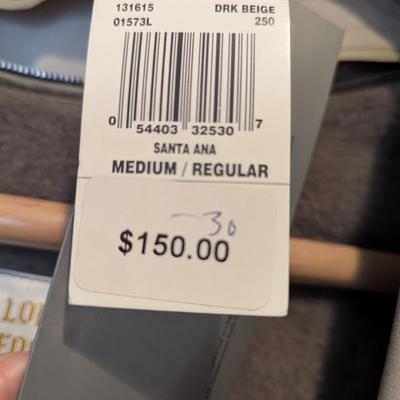 131615 DRK BEIGE
01573L 250
0 54403 32530 7
SANTA ANA
MEDIUM / REGULAR
30
$150.00